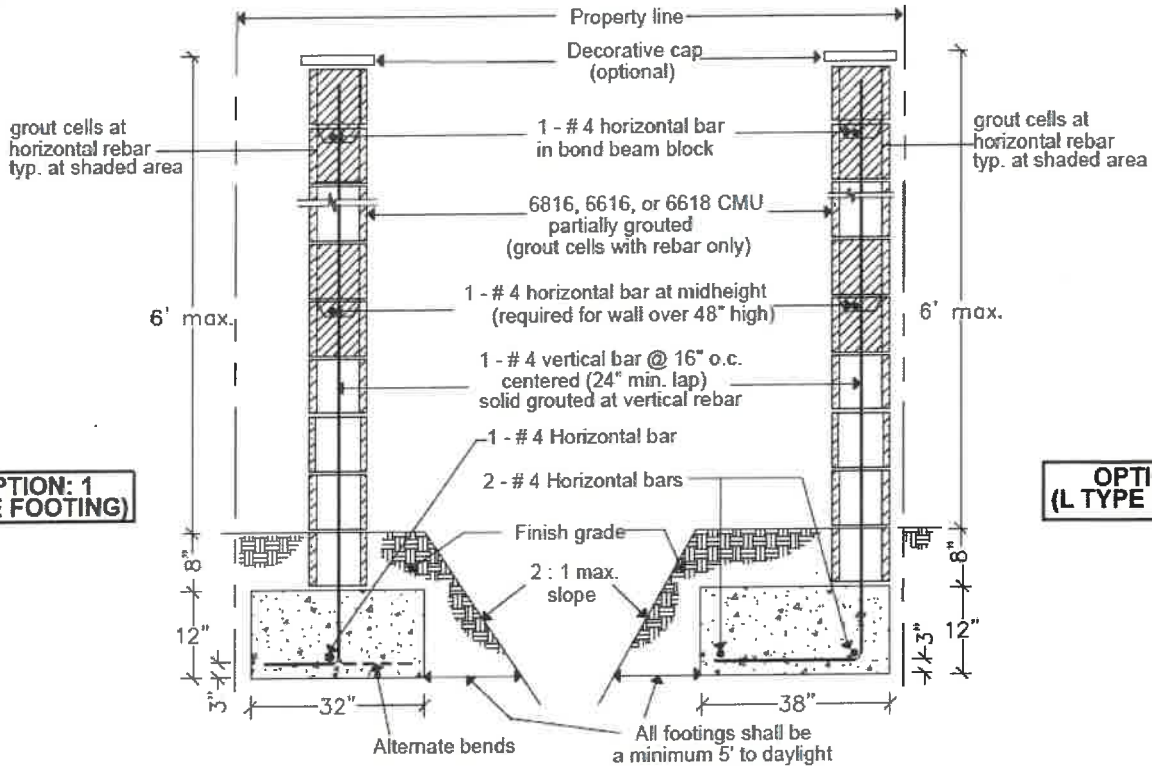 Property line
Decorative cap
(optional)
grout cells at
horizontal rebar
typ. at shaded area
1 - # 4 horizontal bar
in bond beam block
grout cells at
horizontal rebar
typ. at shaded area
6816, 6616, or 6618 CMU
partially grouted
(grout cells with rebar only)
1 - # 4 horizontal bar at midheight
(required for wall over 48" high)
6' max.
6' max.
1 - # 4 vertical bar @ 16" o.c.
centered (24" min. lap)
solid grouted at vertical rebar
1 - # 4 Horizontal bar
2 - # 4 Horizontal bars
PTION: 1
E FOOTING)
OPTI
(L TYPE
Finish grade
2 : 1 max.
slope
8"
8"
12"
12"
3"
3"
32"
38"
Alternate bends
All footings shall be
a minimum 5' to daylight